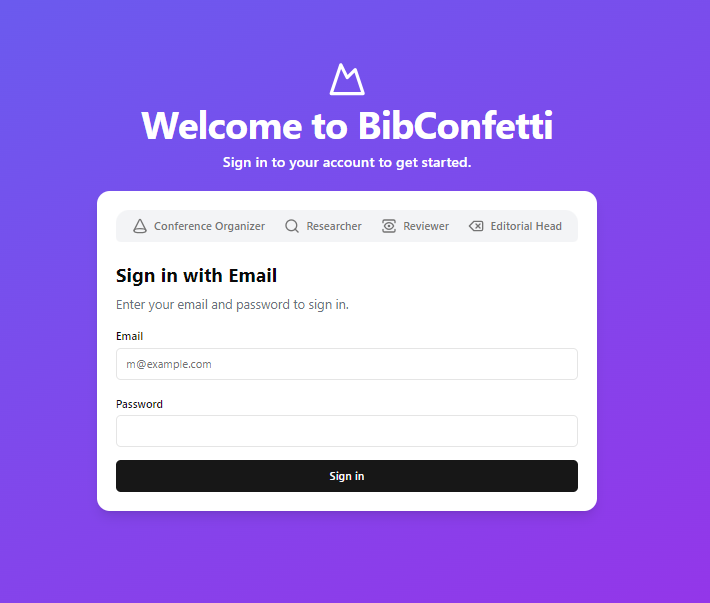 Welcome to BibConfetti
Sign in to your account to get started.
Conference Organizer Researcher Reviewer Editorial Head
Sign in with Email
Enter your email and password to sign in.
Email
m@example.com
Password
Sign in